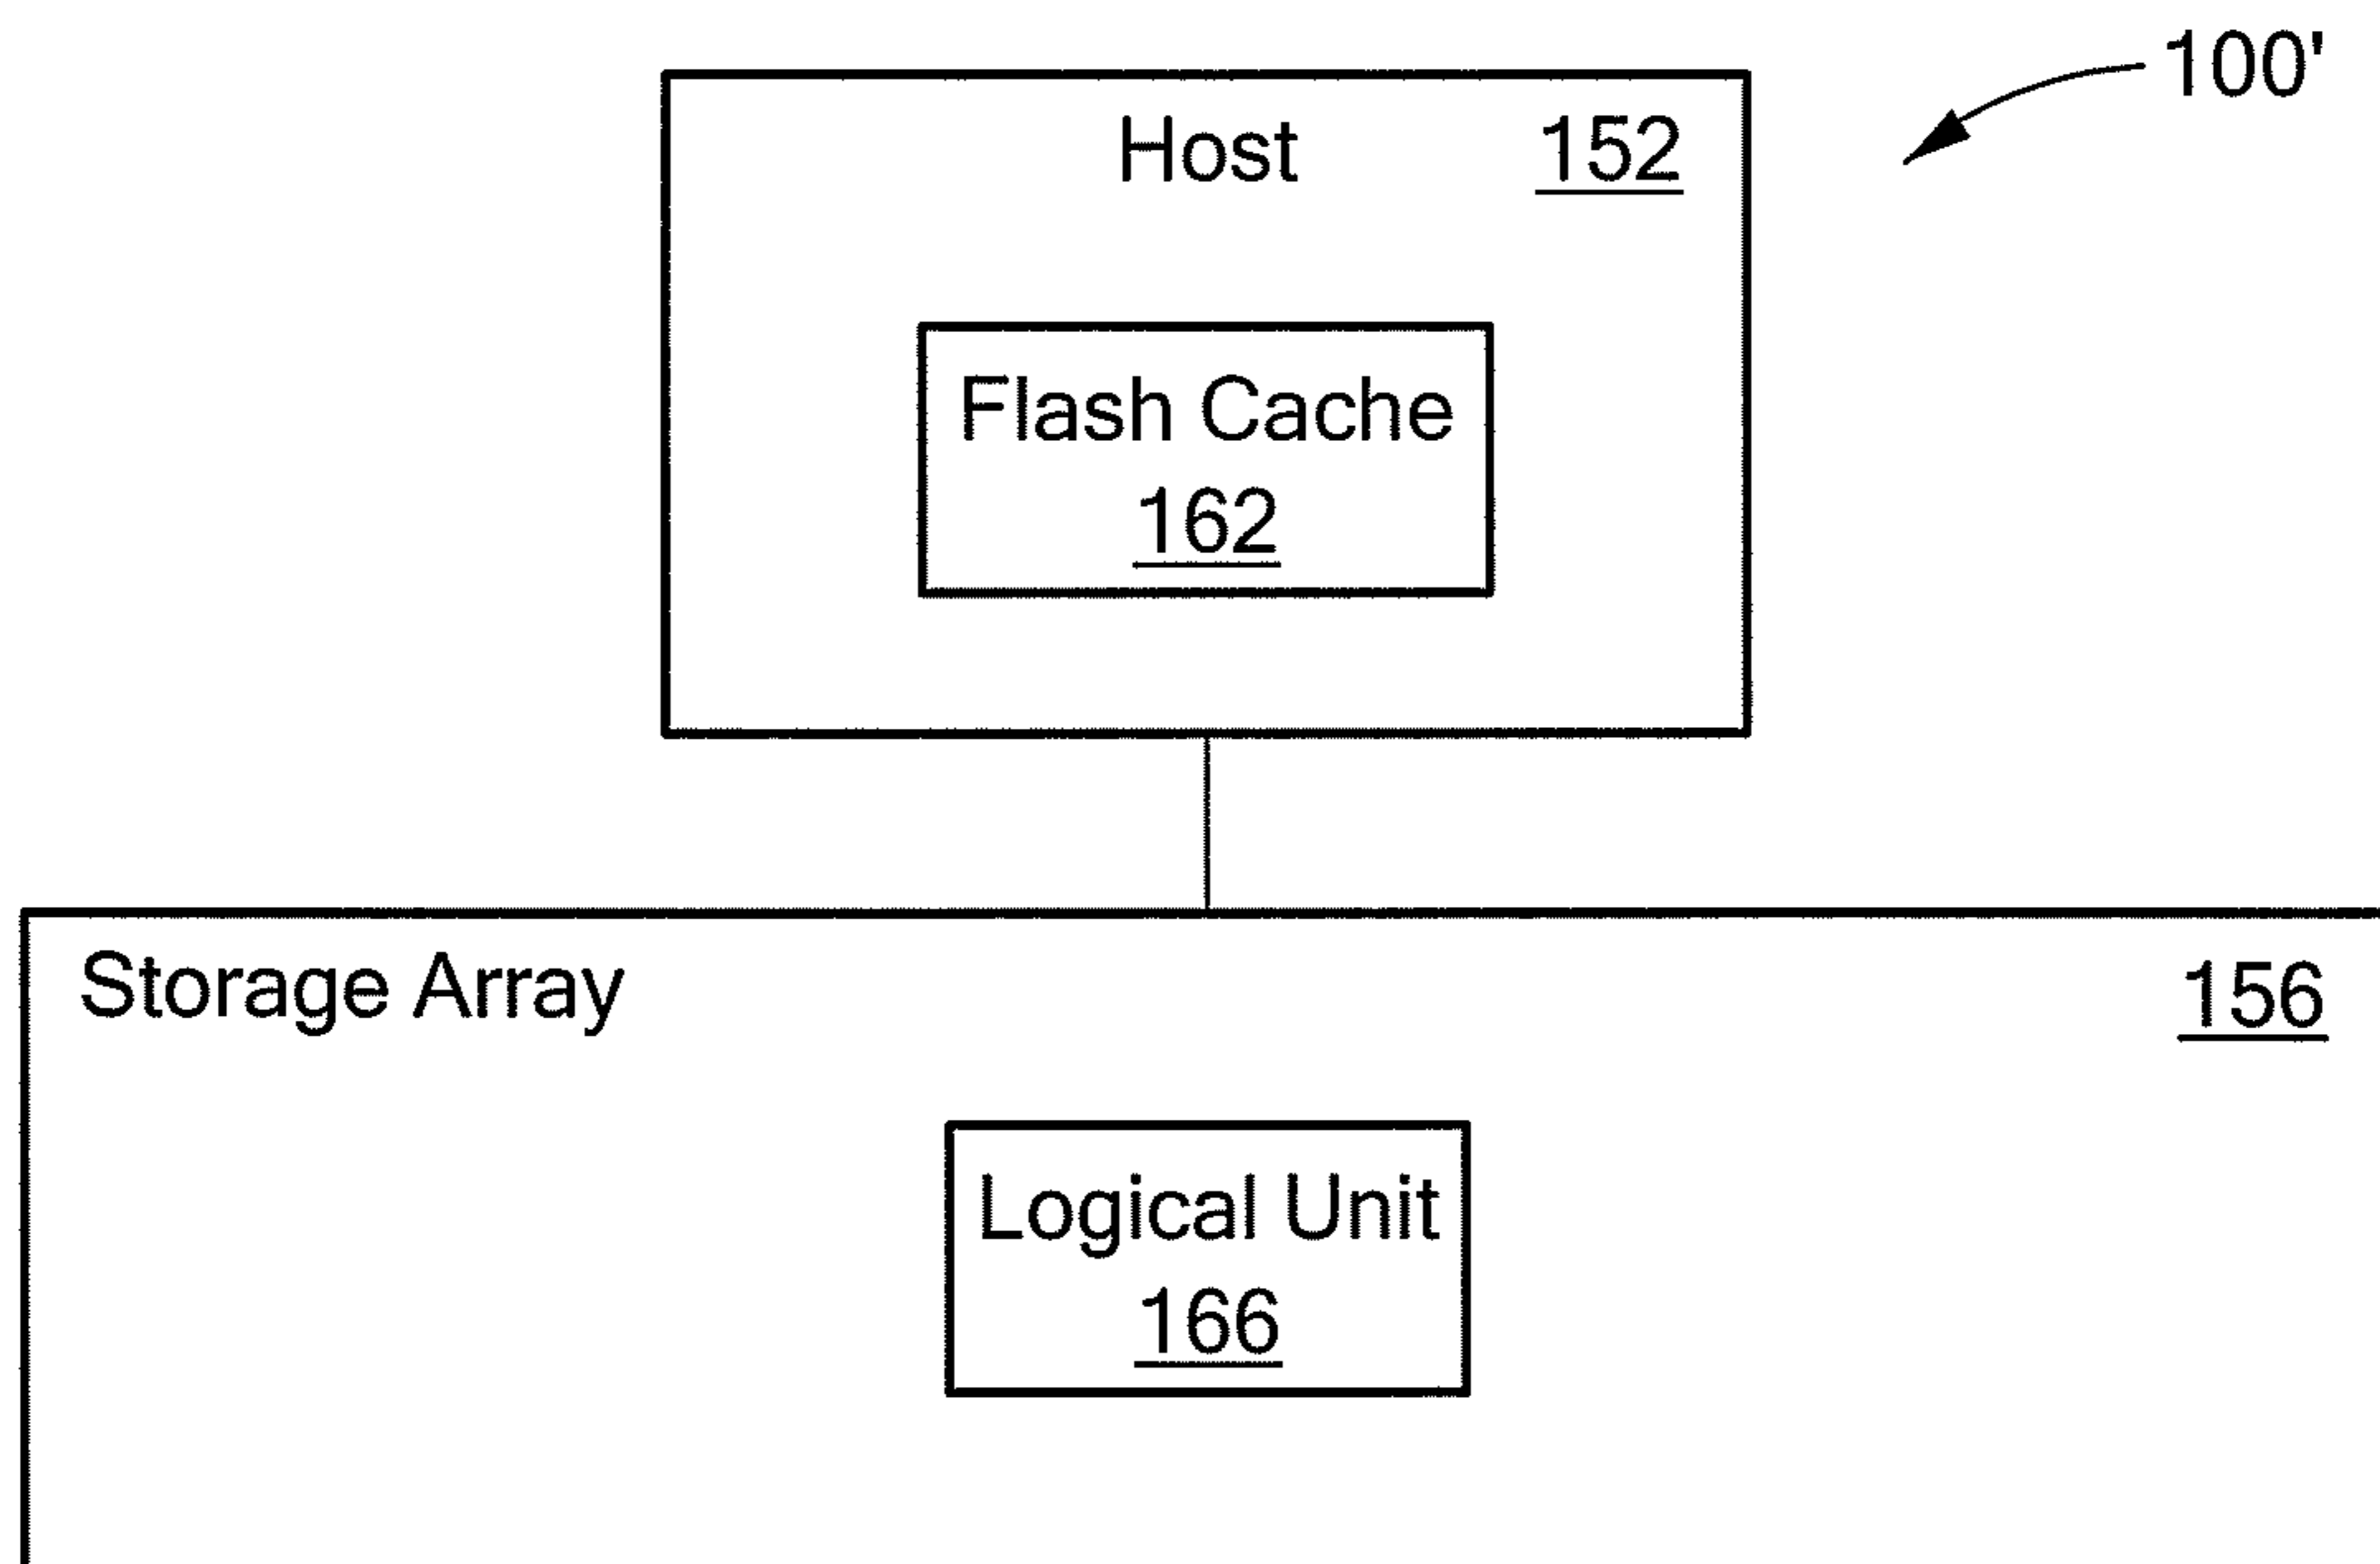 100'
Host 152
Flash Cache
162
Storage Array 156
Logical Unit
166